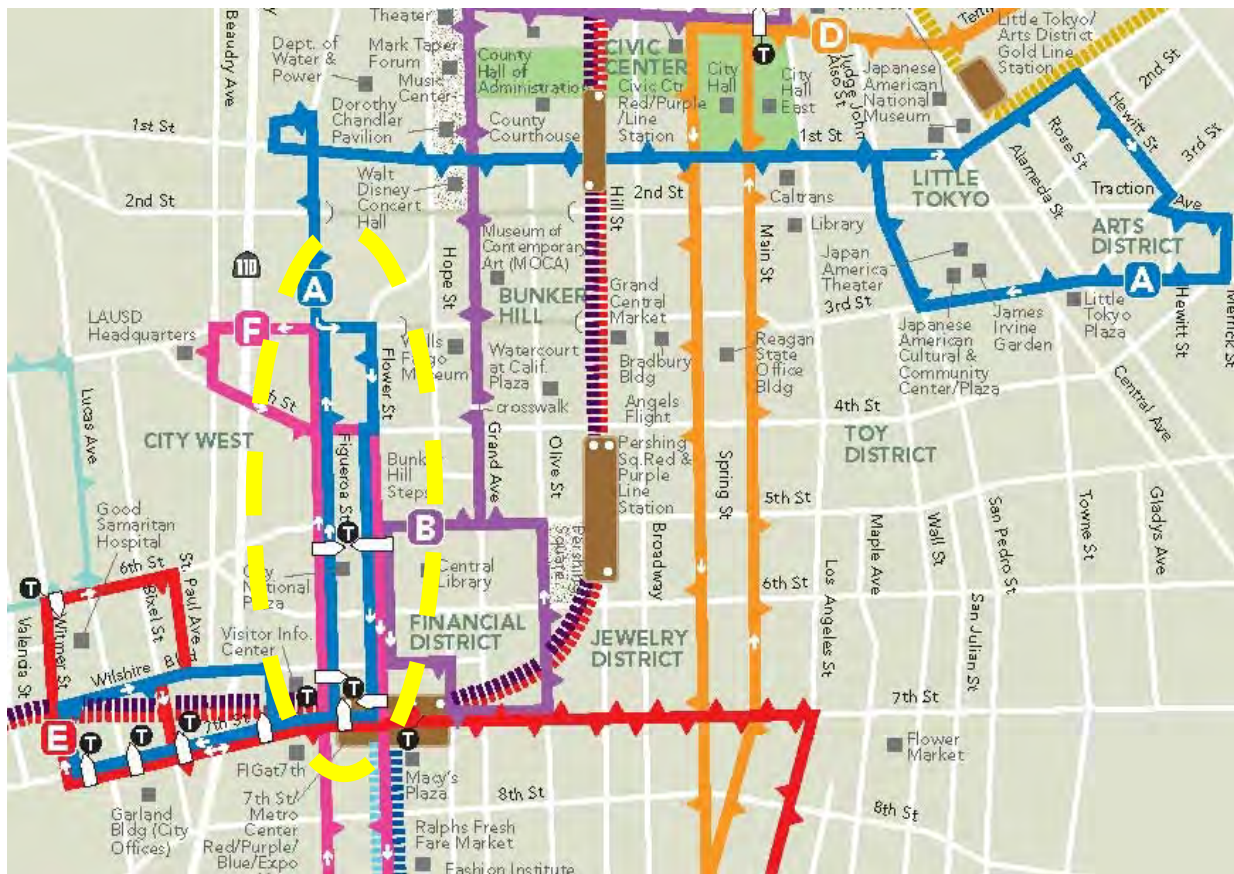 Theater
Beaudry Ave
Dept. of
Water &
Power
Mark Taper
Forum
Music
Center
Dorothy
Chandler
Pavilion
County
Hall of
Administration
County
Courthouse
CIVIC
CENTER
Civic Ctr
Red/Purple
/Line
Station
City
Hall
City
Hall
East
T
D
Judge John
Also St
Japanese
American
National
Museum
Little Tokyo/
Arts District
Gold Line
Station
2nd St
Hewitt St
3rd St
Rose St
Alameda St
Traction
Ave
1st St
1st St
2nd St
2nd St
Walt
Disney
Concert
Hall
Hope St
Museum of
Contemporary
Art (MOCA)
BUNKER
HILL
Hill St
Grand
Central
Market
Main St
Caltrans
Library
LITTLE
TOKYO
ARTS
DISTRICT
Japan
America
Theater
3rd St
A
Japanese
American
Cultural &
Community
Center/Plaza
James
Irvine
Garden
Little
Tokyo
Plaza
Hewitt St
Merrick St
110
A
F
LAUSD
Headquarters
Wells
Fargo
Museum
Flower St
Watercourt
at Calif.
Plaza
crosswalk
Bradbury
Bldg
Angels
Flight
Reagan
State
Office
Bldg
4th St
TOY
DISTRICT
Central Ave
Lucas Ave
CITY WEST
Figueroa St
Bunker
Hill
Steps
Grand Ave
Olive St
Pershing
Sq.Red &
Purple
Line
Station
Spring St
5th St
Good
Samaritan
Hospital
B
T
Central
Library
Pershing
Square
Broadway
Los Angeles St
Maple Ave
Wall St
San Pedro St
San Julian St
Towne St
Gladys Ave
6th St
6th St
St. Paul Ave
Bixel St
T
Valencia St
Witmer St
National
Plaza
Visitor Info.
Center
FINANCIAL
DISTRICT
JEWELRY
DISTRICT
Wilshire
T
T
7th St
7th St
E
T
T
T
T
FIGat7th
Macy's
Plaza
Flower
Market
8th St
8th St
Garland
Bldg (City
Offices)
7th St/
Metro
Center
Red/Purple/
Blue/Expo
Ralphs Fresh
Fare Market
Fashion Institute